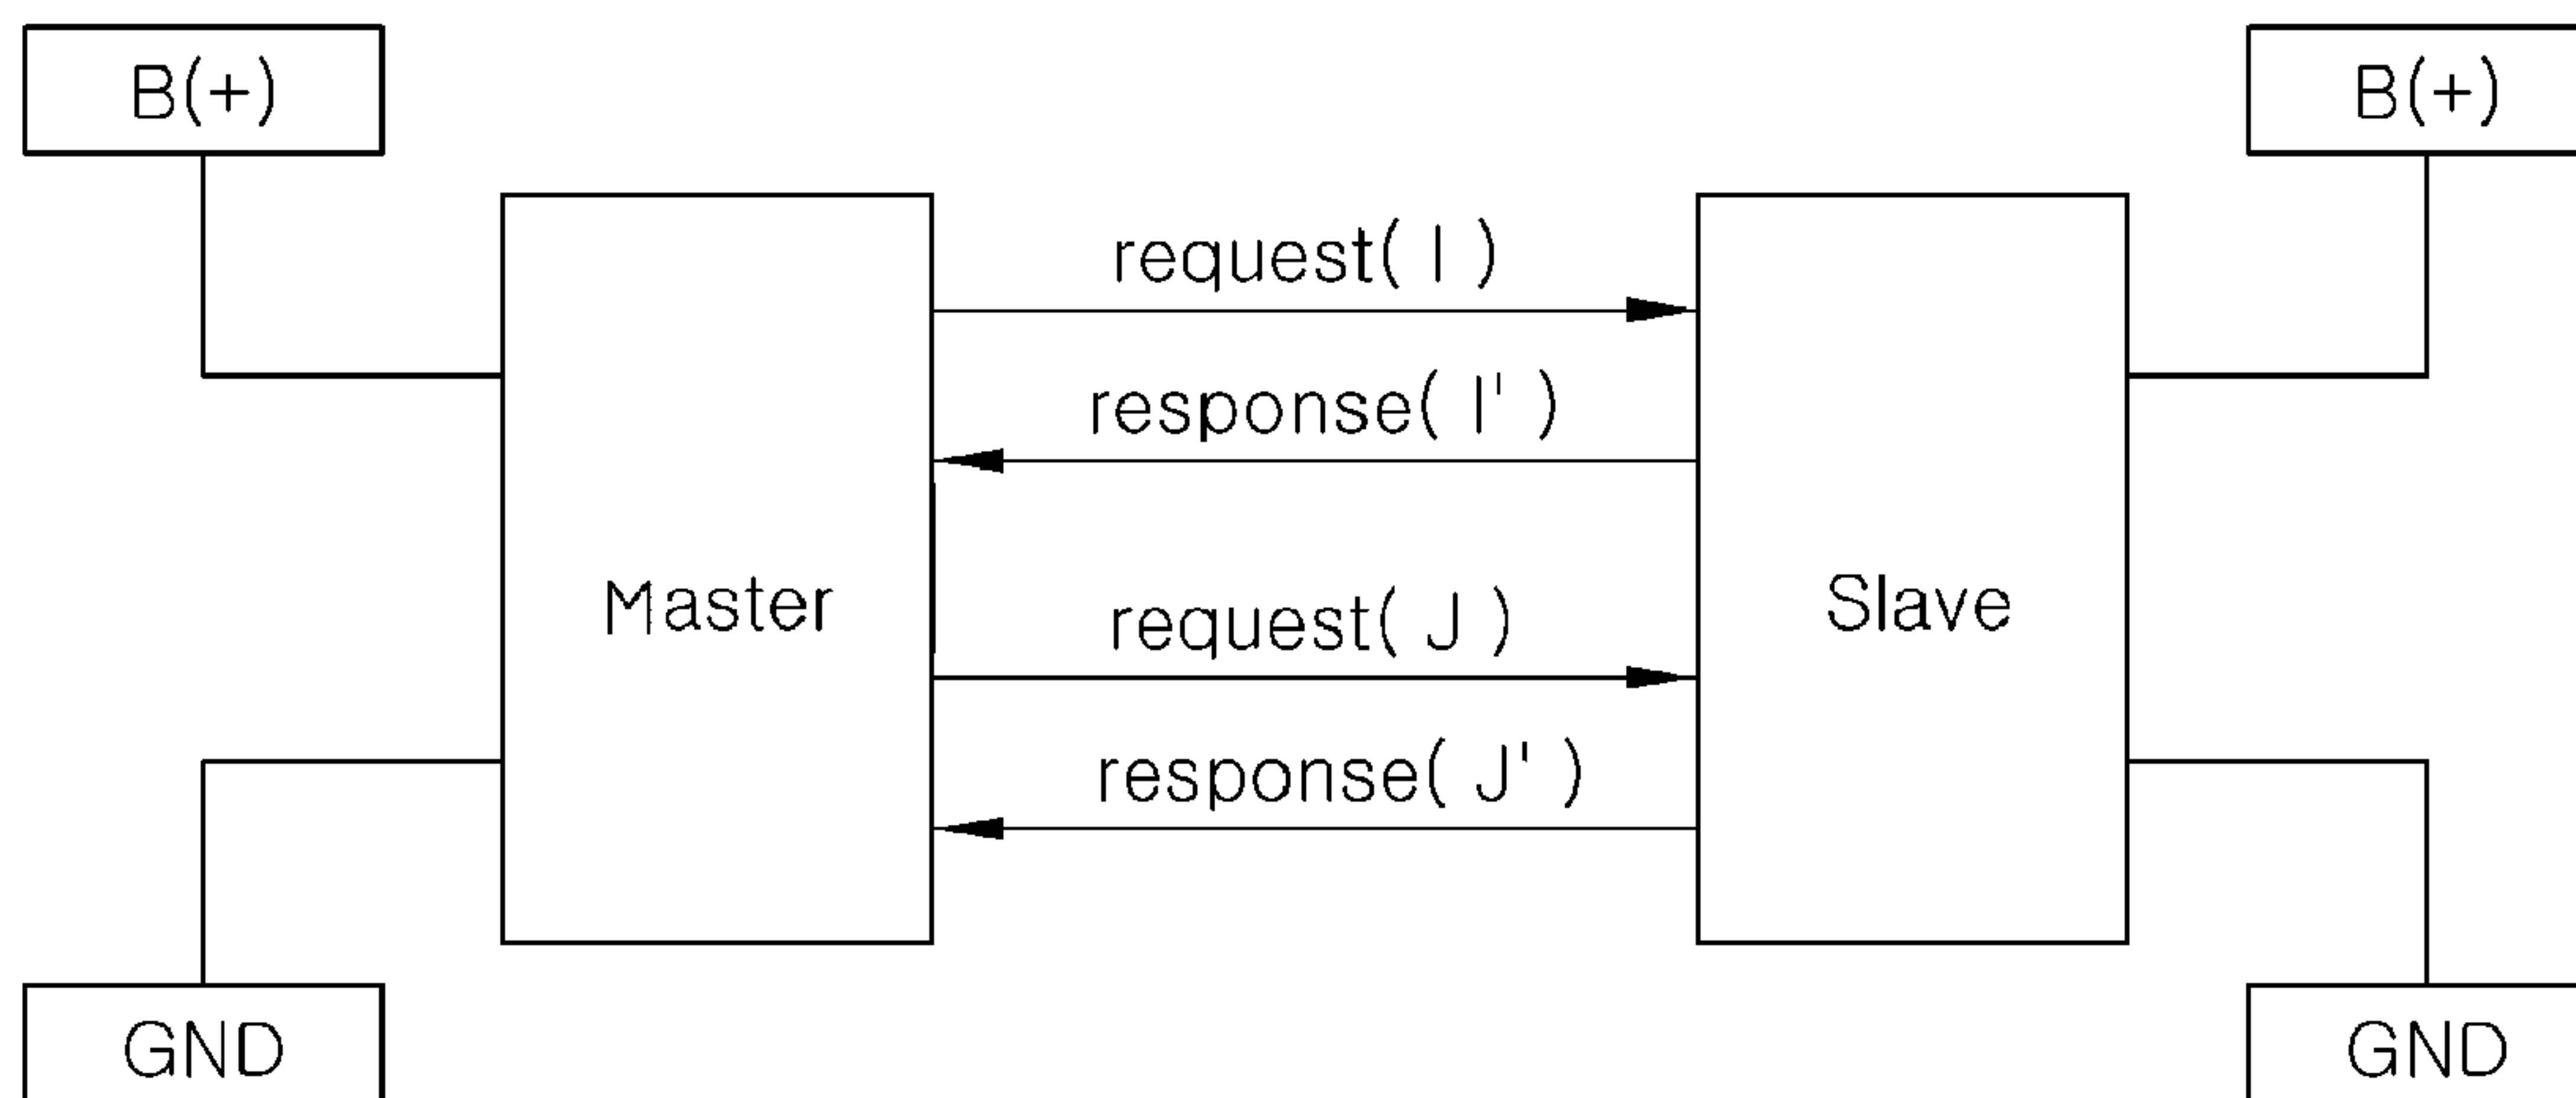 B(+)
B(+)
request( I )
response( I' )
Master
Slave
request( J )
response( J' )
GND
GND